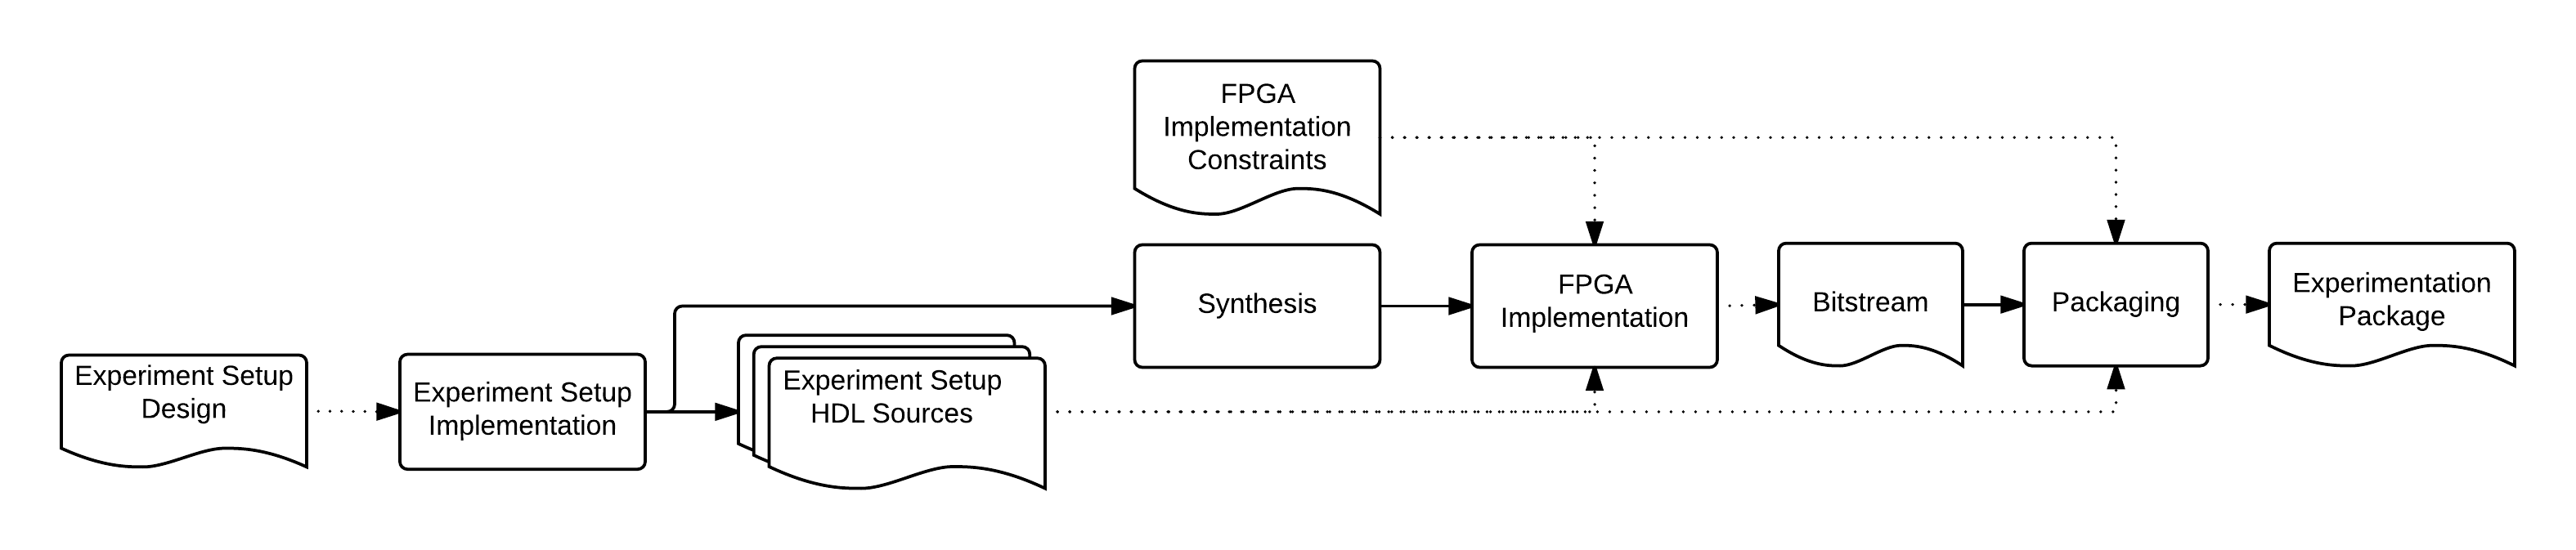 FPGA
Implementation
Constraints
Experiment Setup
Design
Experiment Setup
Implementation
Experiment Setup
HDL Sources
Synthesis
FPGA
Implementation
Bitstream
Packaging
Experimentation
Package